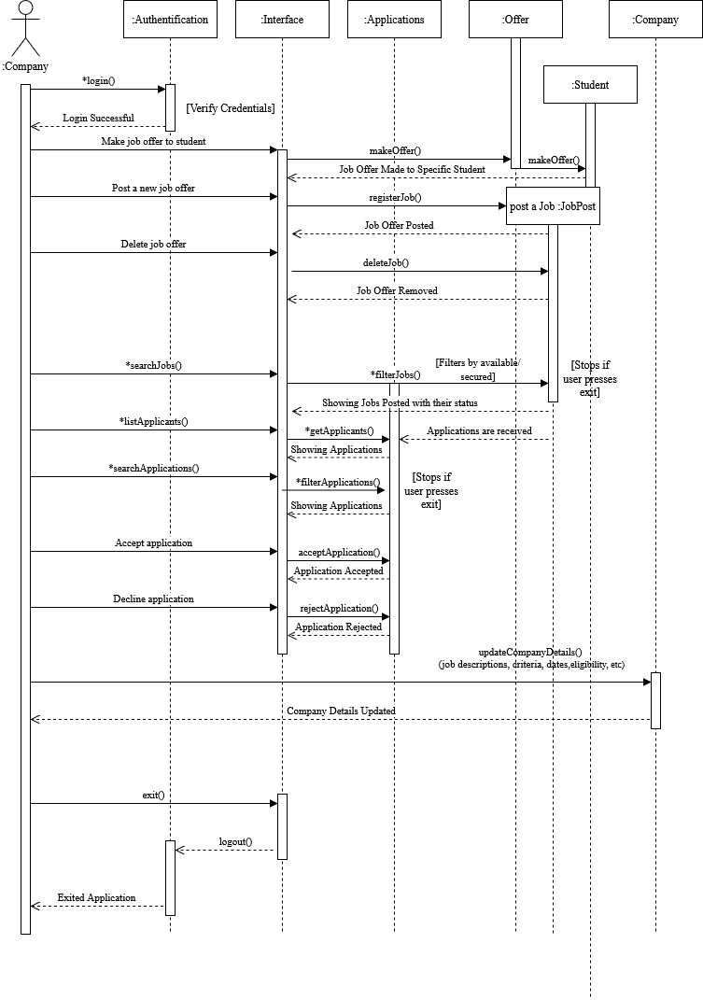 :Authentification
:Interface
:Applications
:Offer
:Company
:Company
:Student
*login()
[Verify Credentials]
Login Successful
Make job offer to student
makeOffer()
makeOffer()
Job Offer Made to Specific Student
Post a new job offer
registerJob()
post a Job :JobPost
Job Offer Posted
Delete job offer
deleteJob()
Job Offer Removed
*searchJobs()
*filterJobs()
[Filters by available/
secured]
[Stops if
user presses
exit]
Showing Jobs Posted with their status
*listApplicants()
*getApplicants()
Applications are received
Showing Applications
*searchApplications()
*filterApplications()
[Stops if
user presses
exit]
Showing Applications
Accept application
acceptApplication()
Application Accepted
Decline application
rejectApplication()
Application Rejected
updateCompanyDetails()
(job descriptions, criteria, dates,eligibility, etc)
Company Details Updated
exit()
logout()
Exited Application